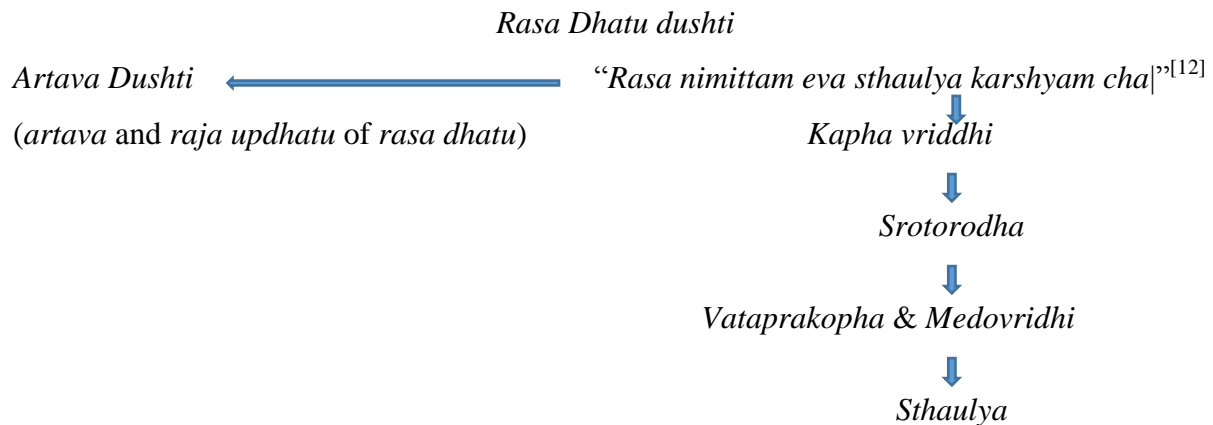 Rasa Dhatu dushti
Artava Dushti “Rasa nimittam eva sthaulya karshyam cha|”[12]
(artava and raja updhatu of rasa dhatu) Kapha vriddhi
Srotorodha
Vataprakopha & Medovridhi
Sthaulya